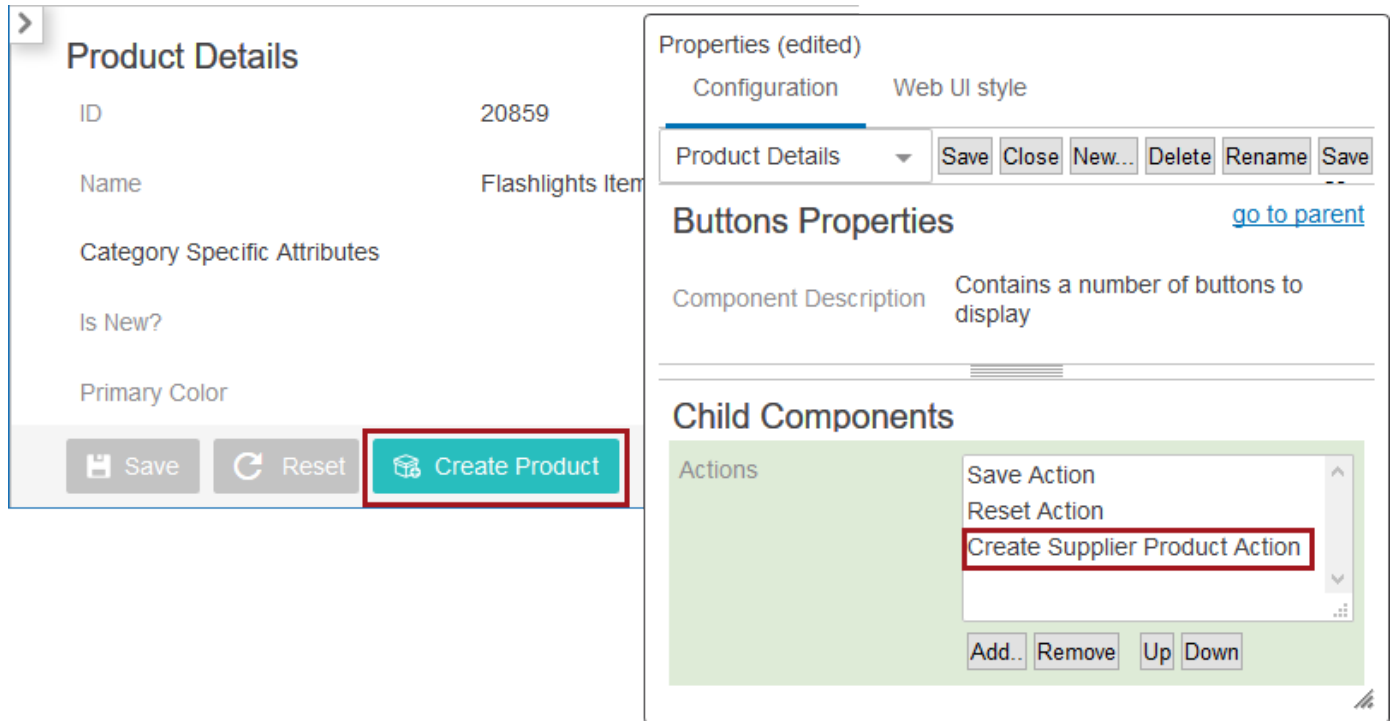 Product Details
ID 20859
Name Flashlights Item
Category Specific Attributes
Is New?
Primary Color
Save Reset Create Product
Properties (edited)
Configuration Web UI style
Product Details Save Close New... Delete Rename Save
Buttons Properties go to parent
Component Description Contains a number of buttons to
display
Child Components
Actions Save Action
Reset Action
Create Supplier Product Action
Add.. Remove Up Down